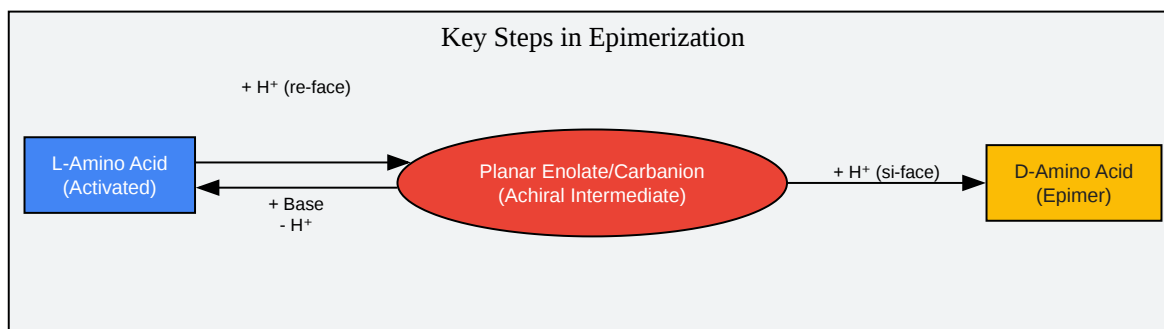 Key Steps in Epimerization
+ H⁺ (re-face)
L-Amino Acid
(Activated)
Planar Enolate/Carbanion
(Achiral Intermediate)
+ H⁺ (si-face)
D-Amino Acid
(Epimer)
+ Base
- H⁺